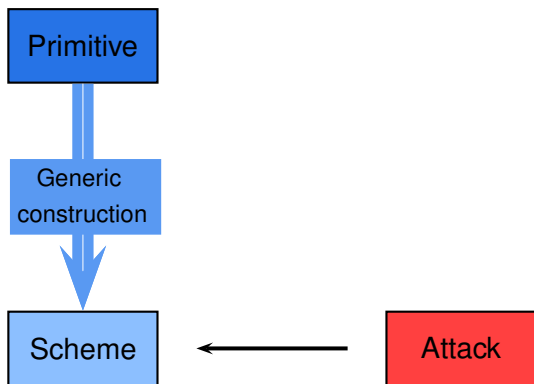 Primitive
Generic
construction
Scheme
Attack